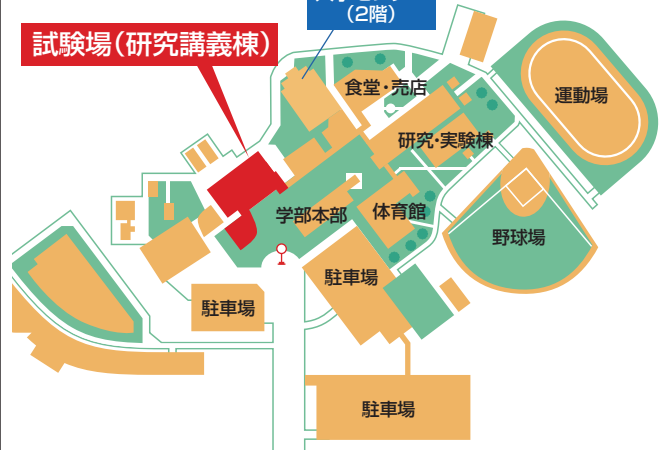 (2階)
試験場(研究講義棟)
食堂・売店
運動場
研究・実験棟
学部本部
体育館
野球場
駐車場
駐車場
駐車場